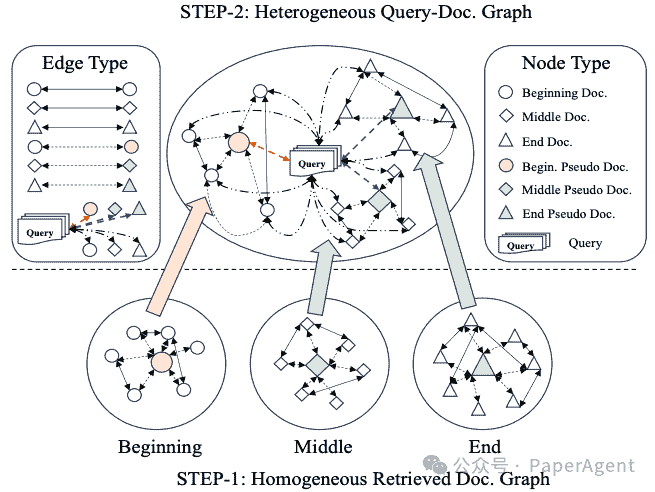 STEP-2: Heterogeneous Query-Doc. Graph
Edge Type
Query
Query
Node Type
Beginning Doc.
Middle Doc.
End Doc.
Begin. Pseudo Doc.
Middle Pseudo Doc.
End Pseudo Doc.
Query
Query
Beginning
Middle
End
STEP-1: Homogeneous Retrieved Doc. Graph
公众号 · PaperAgent